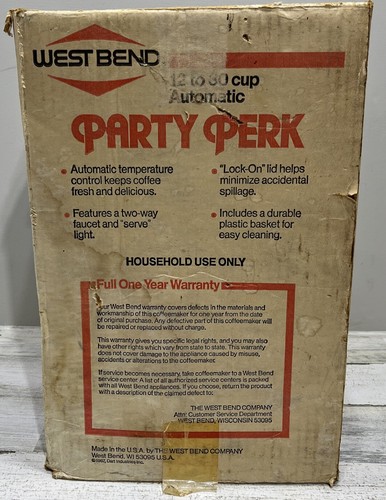 WEST BEND
12 to 30 cup
Automatic
PARTY PERK
• Automatic temperature
control keeps coffee
fresh and delicious.
• Features a two-way
faucet and "serve"
light.
• "Lock-On" lid helps
minimize accidental
spillage.
• Includes a durable
plastic basket for
easy cleaning.
HOUSEHOLD USE ONLY
Full One Year Warranty
Your West Bend warranty covers defects in the materials and
workmanship of this coffeemaker for one year from the date
of original purchase. Any defective part of this coffeemaker will
be repaired or replaced without charge.
This warranty gives you specific legal rights, and you may also
have other rights which vary from state to state. This warranty
does not cover damage to the appliance caused by misuse,
accidents or alterations to the coffeemaker.
If service becomes necessary, take coffeemaker to a West Bend
service center. A list of all authorized service centers is packed
with all West Bend appliances. If you choose, return the product
with a description of the claimed defect to:
THE WEST BEND COMPANY
Attn: Customer Service Department
WEST BEND, WISCONSIN 53095
Made in the U.S.A. by THE WEST BEND COMPANY
West Bend, WI 53095 U.S.A.
Dart Industries Inc.